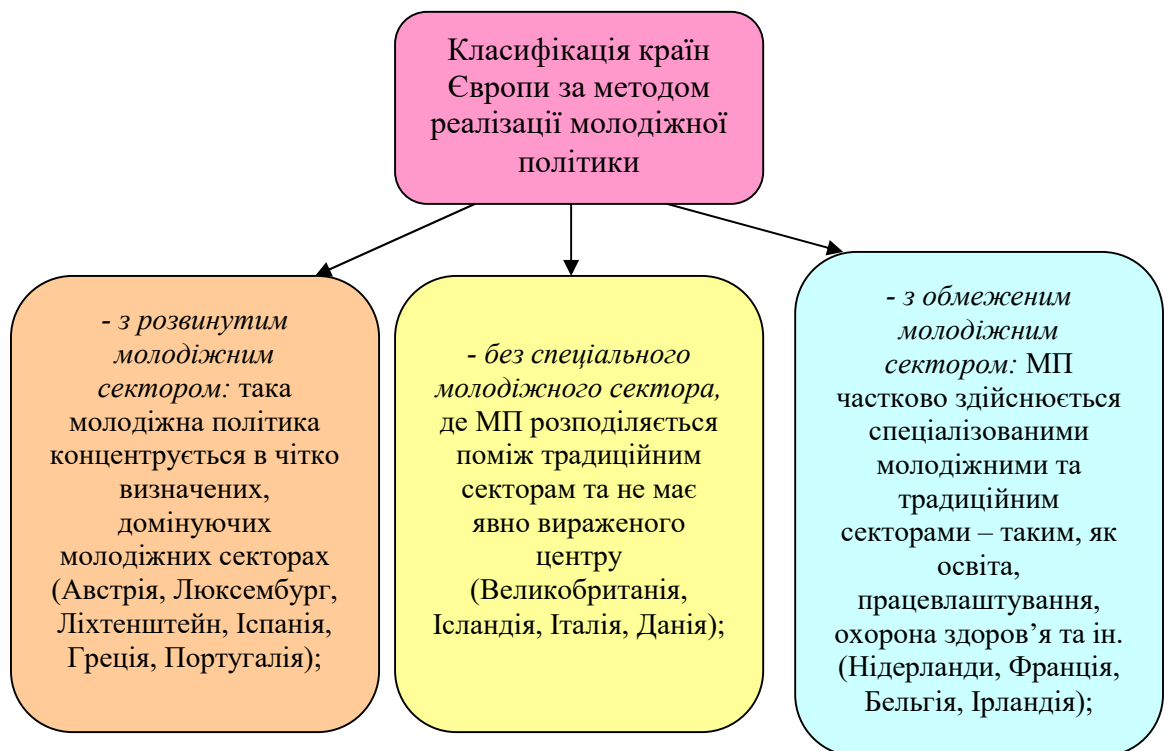 Класифікація країн
Європи за методом
реалізації молодіжної
політики
- з розвинутим
молодіжним
сектором: така
молодіжна політика
концентрується в чітко
визначених,
домінуючих
молодіжних секторах
(Австрія, Люксембург,
Ліхтенштейн, Іспанія,
Греція, Португалія);
- без спеціального
молодіжного сектора,
де МП розподіляється
поміж традиційним
секторам та не має
явно вираженого
центру
(Великобританія,
Ісландія, Італія, Данія);
- з обмеженим
молодіжним
сектором: МП
частково здійснюється
спеціалізованими
молодіжними та
традиційним
секторами – таким, як
освіта,
працевлаштування,
охорона здоров’я та ін.
(Нідерланди, Франція,
Бельгія, Ірландія);